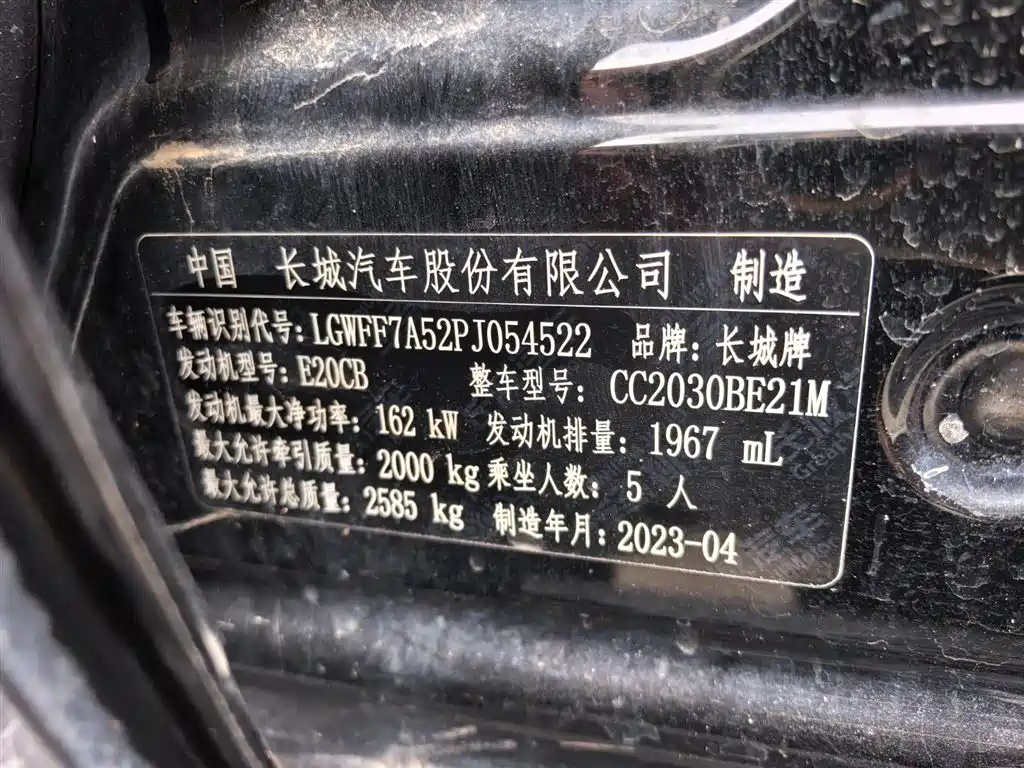 中国 长城汽车股份有限公司 制造
车辆识别代号：LGWFF7A52PJ054522 品牌：长城牌
发动机型号：E20CB 整车型号：CC2030BE21M
发动机最大净功率：162 kW 发动机排量：1967 mL
最大允许牵引质量：2000 kg 乘坐人数：5 人
最大允许总质量：2585 kg 制造年月：2023-04